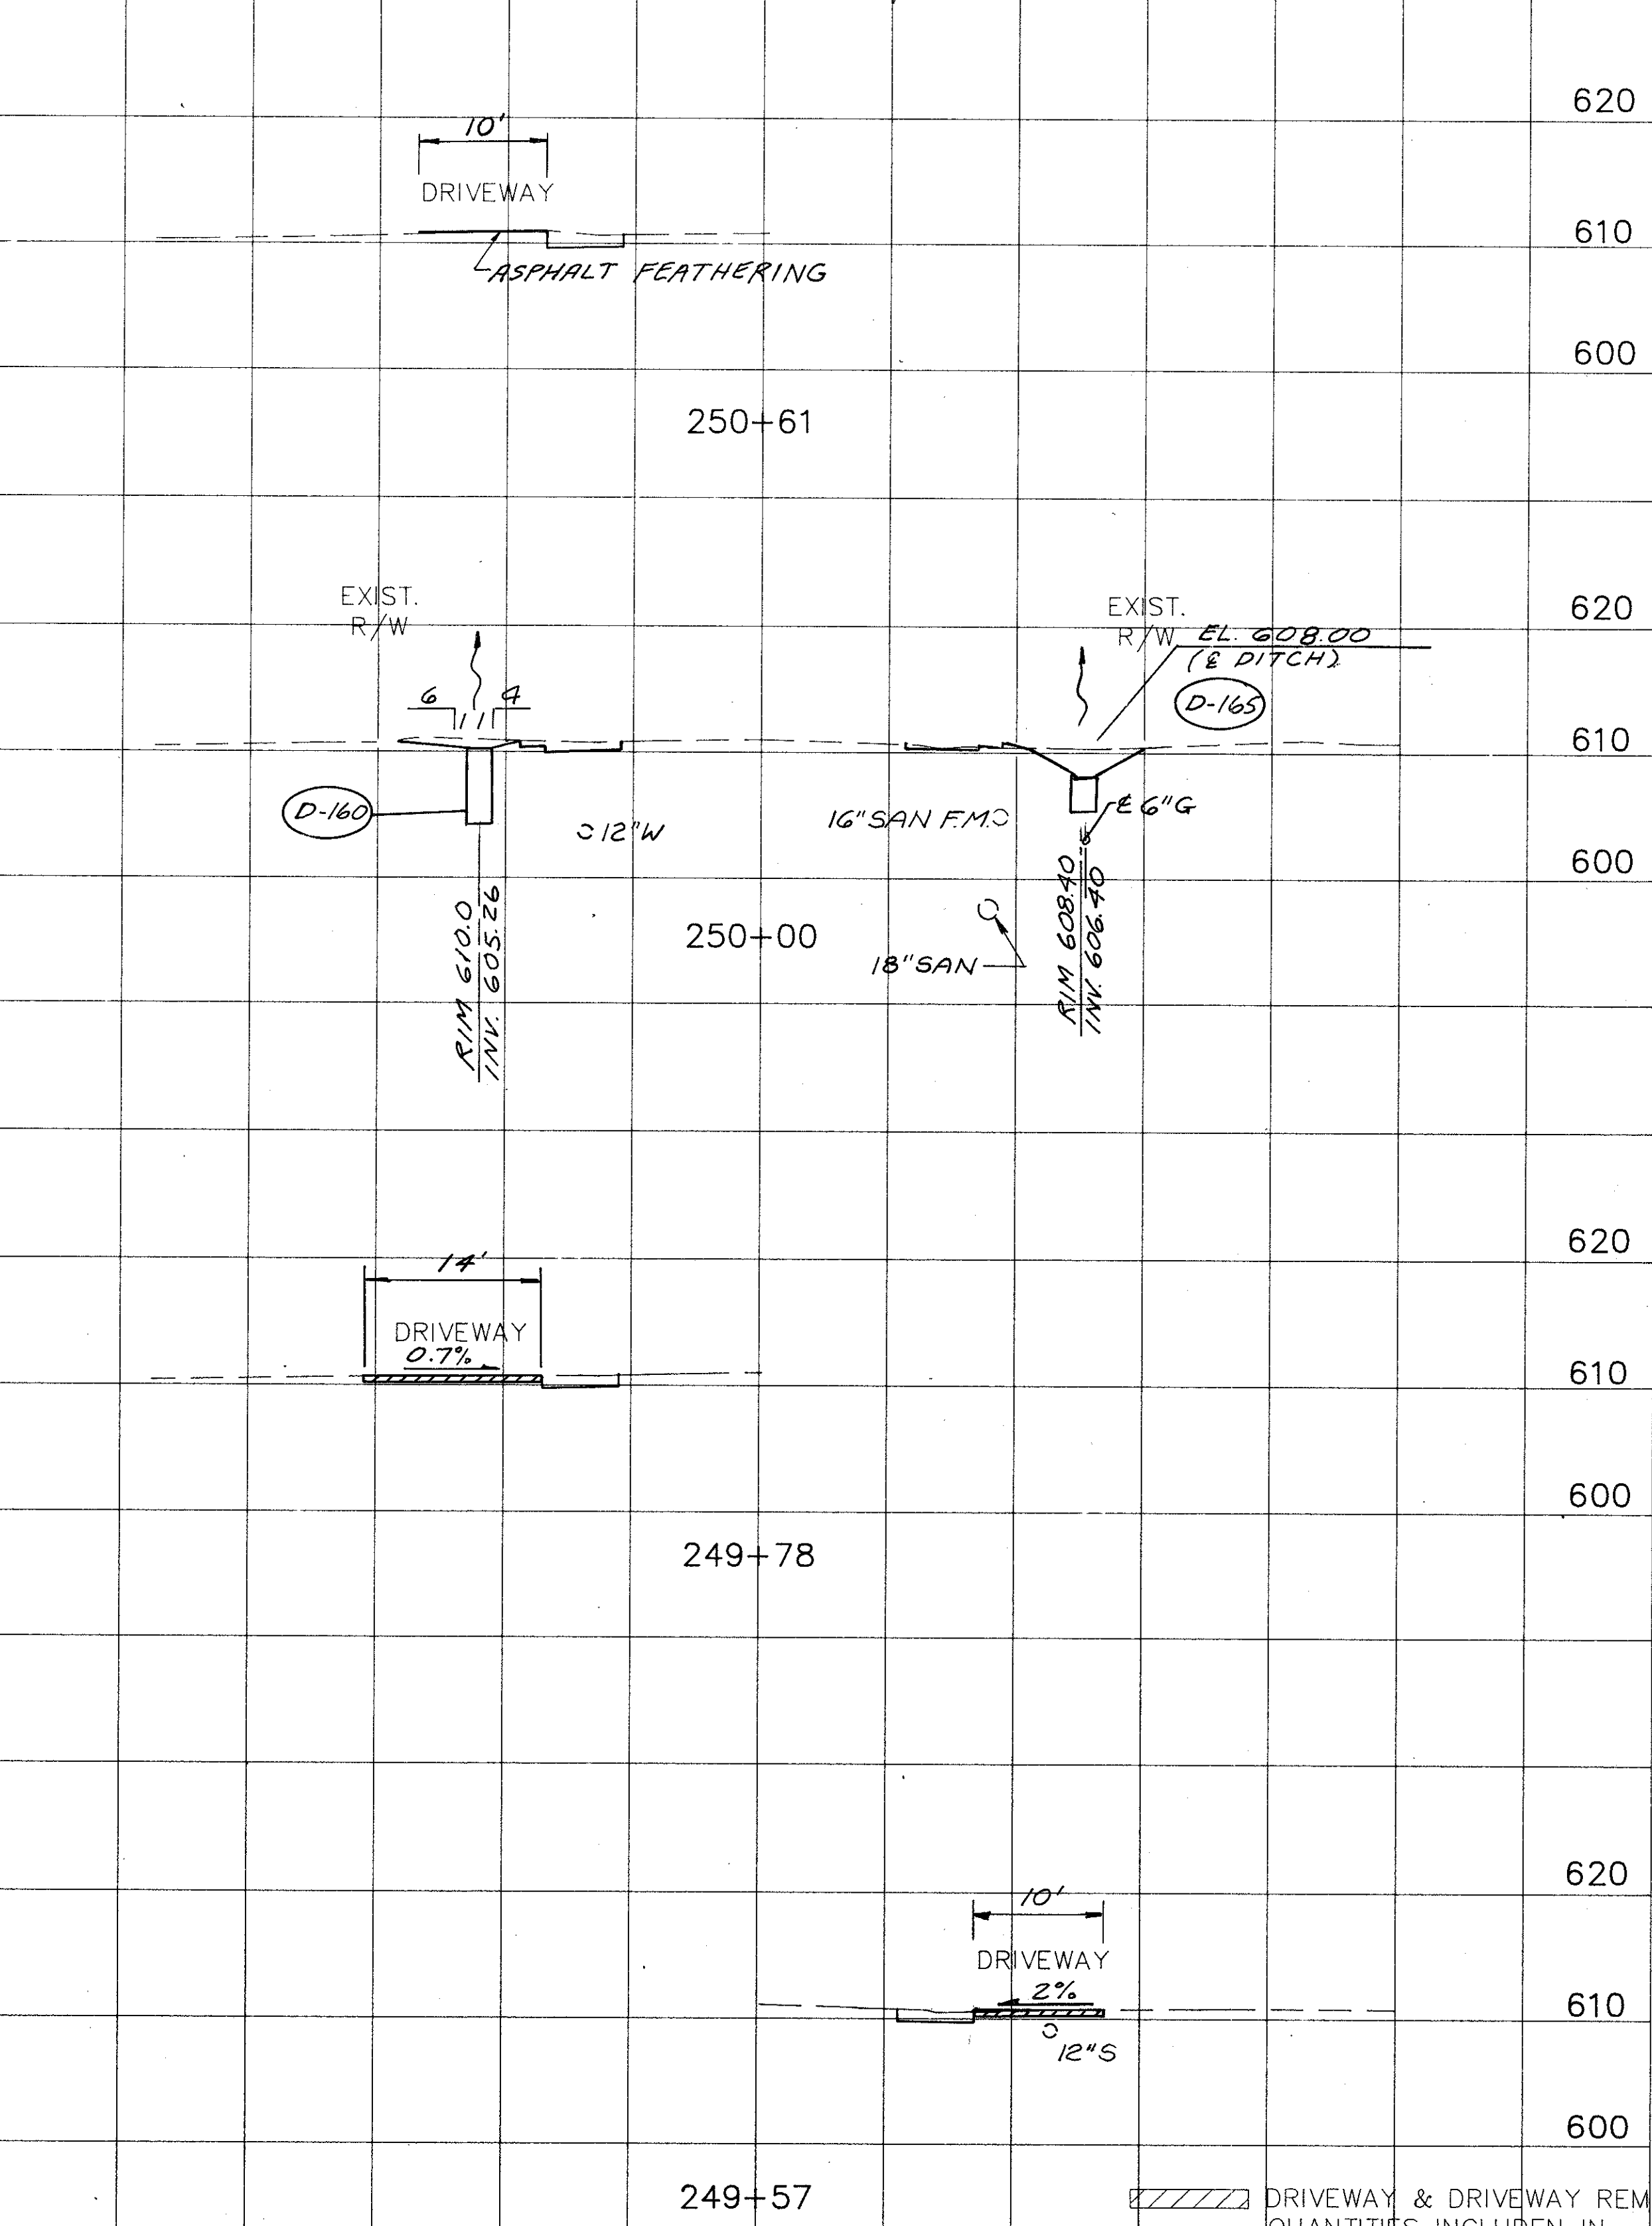 620
10'
DRIVEWAY
610
ASPHALT FEATHERING
600
250+61
EXIST.
R/W
EXIST.
R/W
620
EL. 608.00
(℄ DITCH)
6 4
1 1
D-165
610
D-160
12"W
16"SAN F.M.
℄ 6"G
600
RIM 610.0
INV. 605.26
250+00
18"SAN
RIM 608.40
INV. 606.40
620
14'
DRIVEWAY
0.7%
610
600
249+78
620
10'
DRIVEWAY
2%
610
12"S
600
249+57
DRIVEWAY & DRIVEWAY REM
QUANTITIES INCLUDED IN